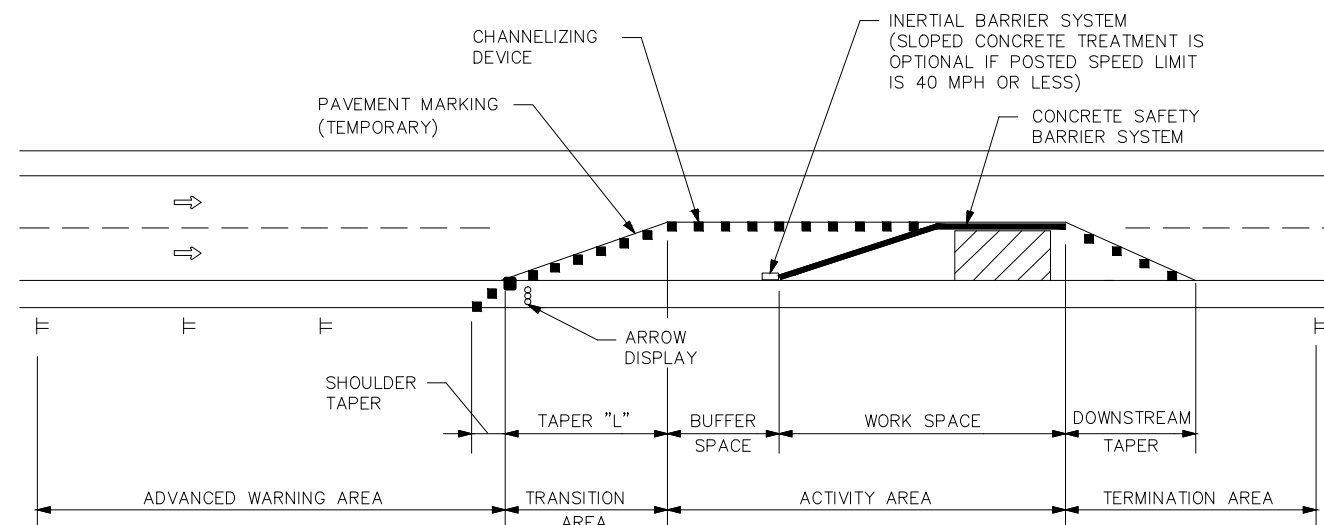 INERTIAL BARRIER SYSTEM
(SLOPED CONCRETE TREATMENT IS
OPTIONAL IF POSTED SPEED LIMIT
IS 40 MPH OR LESS)
CHANNELIZING
DEVICE
PAVEMENT MARKING
(TEMPORARY)
CONCRETE SAFETY
BARRIER SYSTEM
ARROW
DISPLAY
SHOULDER
TAPER
TAPER "L"
BUFFER
SPACE
WORK SPACE
DOWNSTREAM
TAPER
ADVANCED WARNING AREA
TRANSITION
AREA
ACTIVITY AREA
TERMINATION AREA